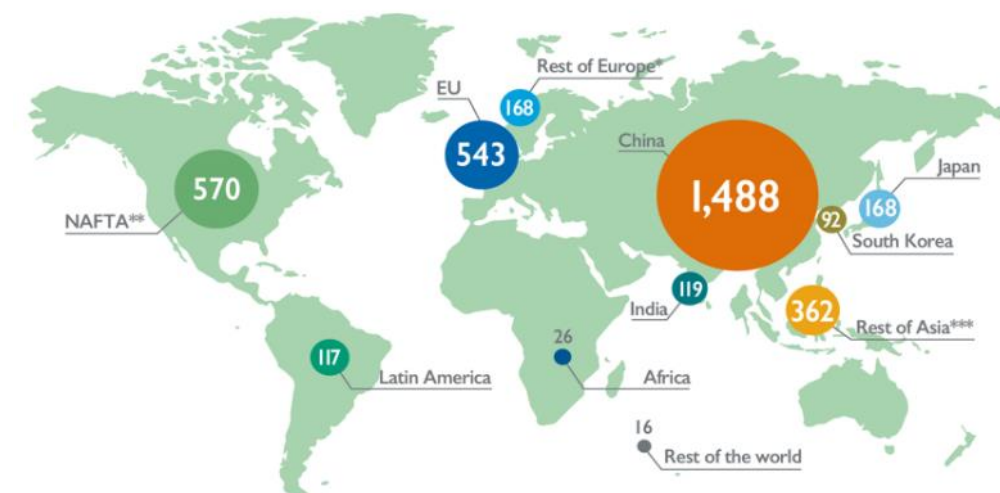 Rest of Europe*
168
EU
543
China
1,488
570
NAFTA**
Japan
168
92
South Korea
119
India
362
Rest of Asia***
26
Africa
117
Latin America
16
Rest of the world